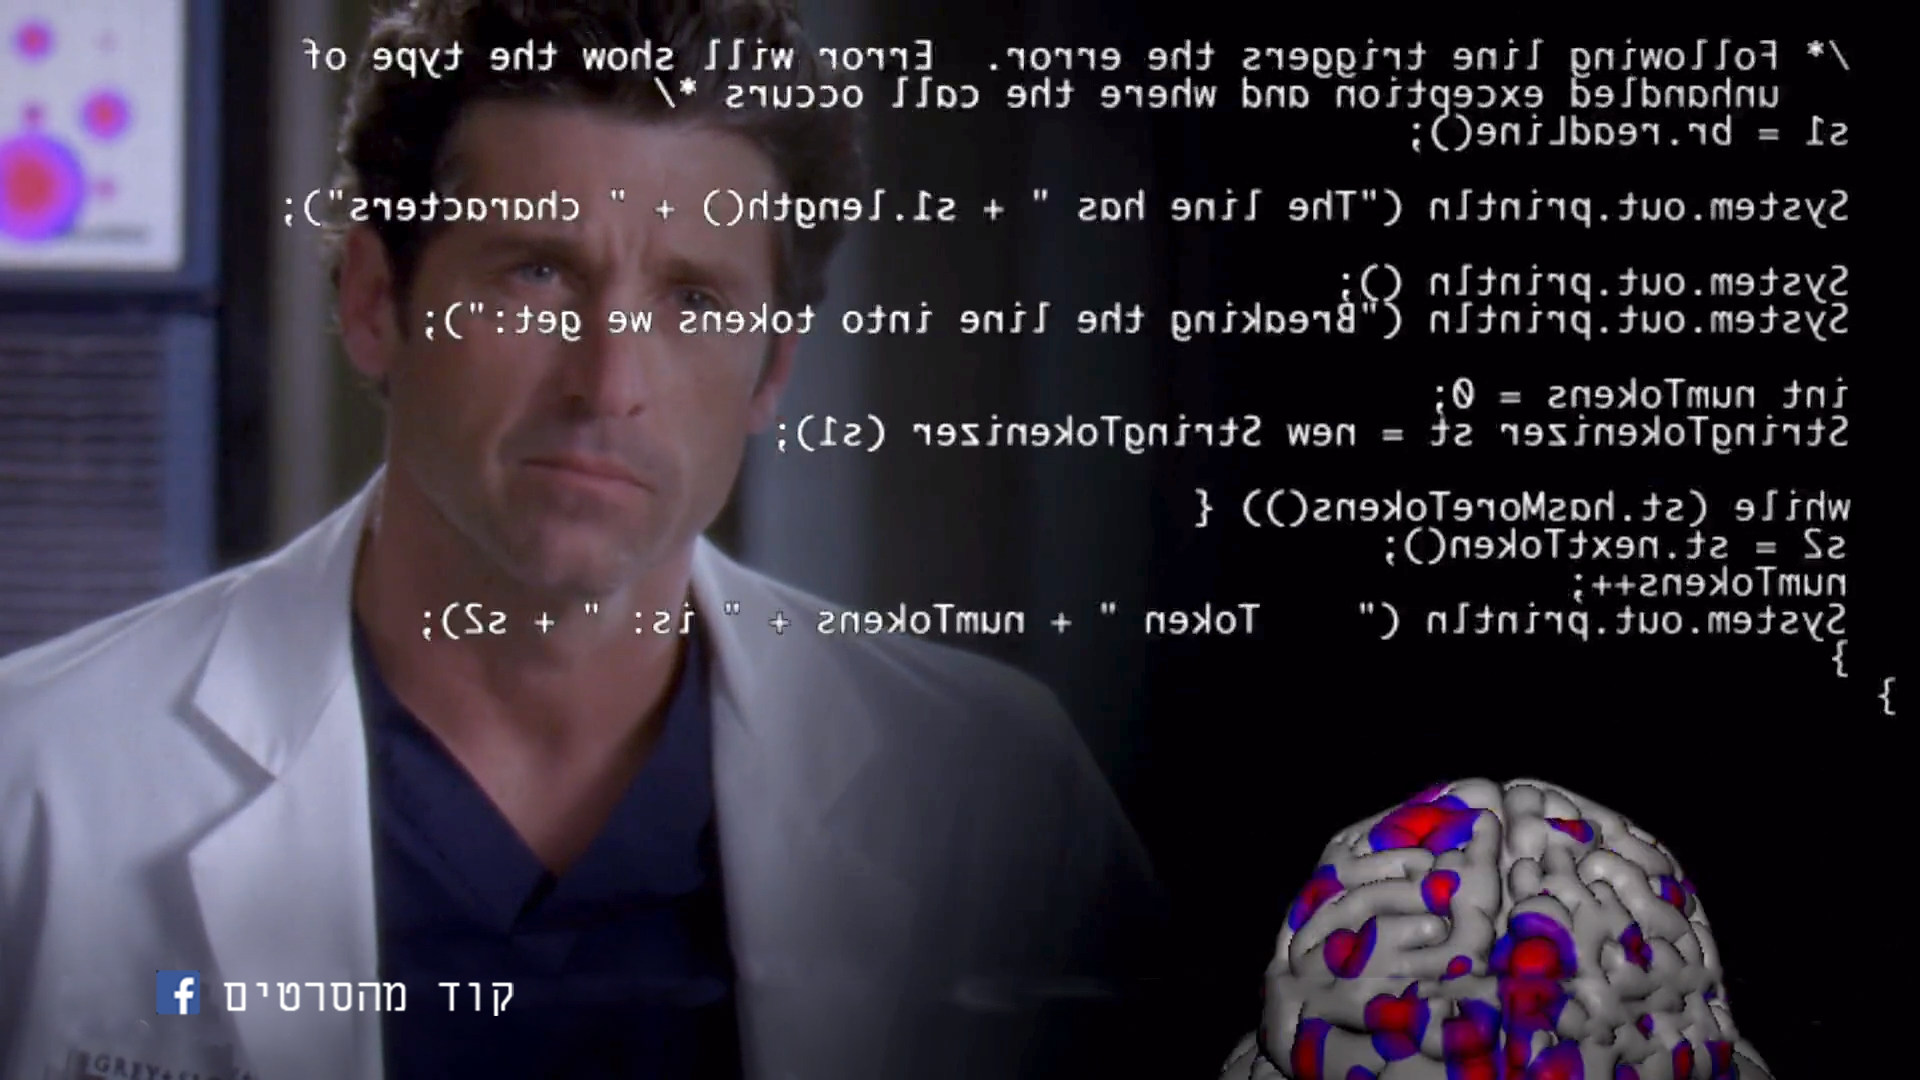 /* Following line triggers the error.  Error will show the type of
unhandled exception and where the call occurs */
s1 = br.readLine();
System.out.println ("The line has " + s1.length() + " characters");
System.out.println ();
System.out.println ("Breaking the line into tokens we get:");
int numTokens = 0;
StringTokenizer st = new StringTokenizer (s1);
while (st.hasMoreTokens()) {
s2 = st.nextToken();
numTokens++;
System.out.println ("    Token " + numTokens + " is: " + s2);
}
}
קוד מהסרטים